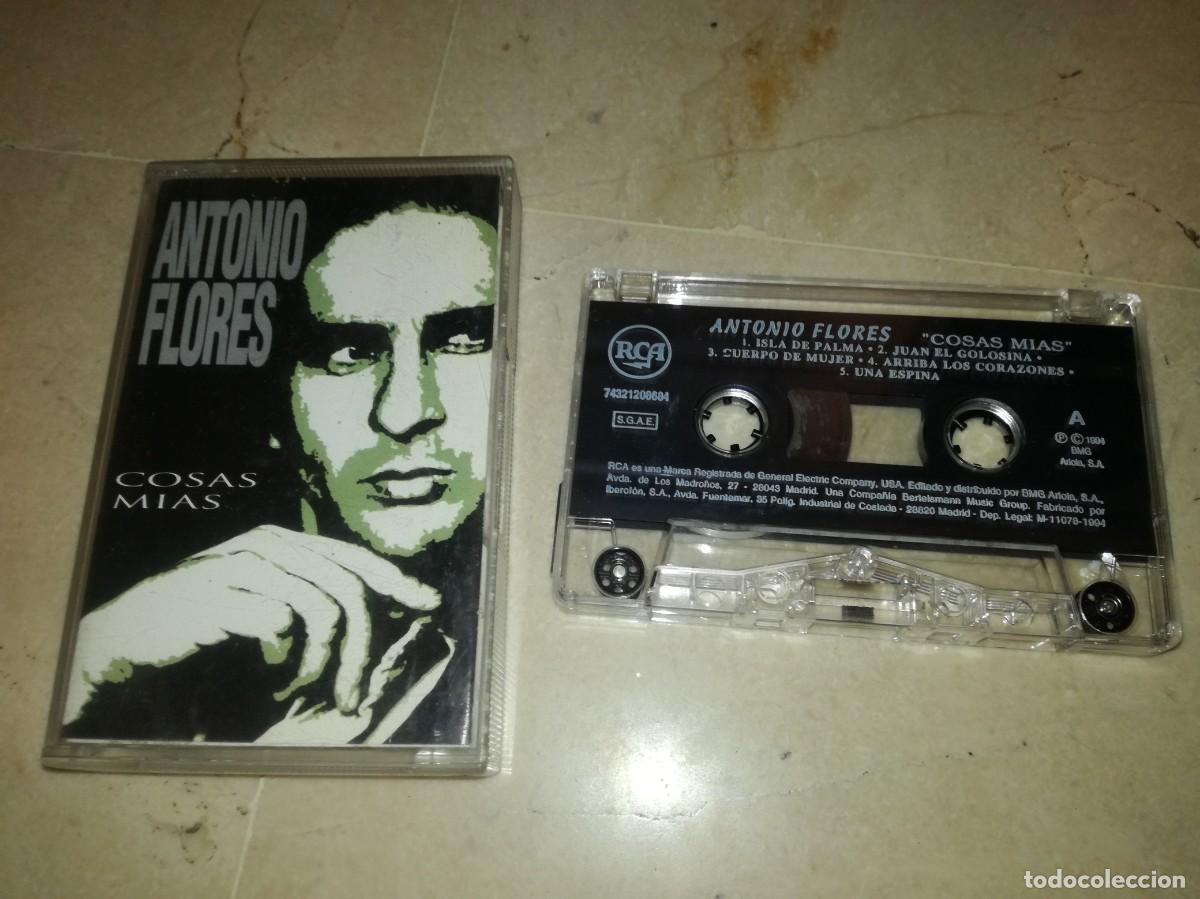 ANTONIO
FLORES
COSAS
MIAS
RCA
74321208684
S.G.A.E.
ANTONIO FLORES "COSAS MIAS"
1. ISLA DE PALMA • 2. JUAN EL GOLOSINA •
3. CUERPO DE MUJER • 4. ARRIBA LOS CORAZONES •
5. UNA ESPINA
A
℗ © 1994
BMG
Ariola, S.A.
RCA es una Marca Registrada de General Electric Company, USA. Editado y distribuido por BMG Ariola, S.A.,
Avda. de Los Madroños, 27 - 28043 Madrid. Una Compañía Bertelsmann Music Group. Fabricado por
Iberofón, S.A., Avda. Fuentemar, 35 Polig. Industrial de Coslada - 28820 Madrid - Dep. Legal: M-11078-1994
todocoleccion